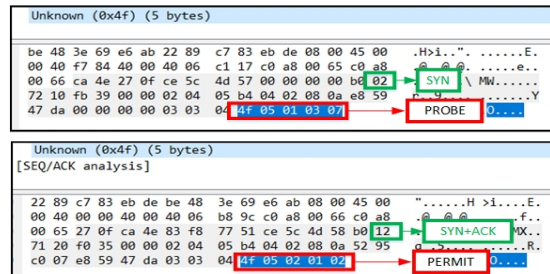 Unknown (0x4f) (5 bytes)
be 48 3e 69 e6 ab 22 89 c7 83 eb de 08 00 45 00 .H>i..". ......E.
00 40 f7 84 40 00 40 06 c1 17 c0 a8 00 65 c0 a8 .@..@.@. .....e..
00 66 ca 4e 27 0f ce 5c 4d 57 00 00 00 00 b0 02 SYN \ MW......
72 10 fb 39 00 00 02 04 05 b4 04 02 08 0a e8 59
47 da 00 00 00 00 03 03 04 4f 05 01 03 07 PROBE O....
Unknown (0x4f) (5 bytes)
[SEQ/ACK analysis]
22 89 c7 83 eb de be 48 3e 69 e6 ab 08 00 45 00 "......H >i....E.
00 40 00 00 40 00 40 06 b8 9c c0 a8 00 66 c0 a8 .@..@.@. .....f..
00 65 27 0f ca 4e 83 f8 77 51 ce 5c 4d 58 b0 12 SYN+ACK MX..
71 20 f0 35 00 00 02 04 05 b4 04 02 08 0a 52 95
c0 07 e8 59 47 da 03 03 04 4f 05 02 01 02 PERMIT O....